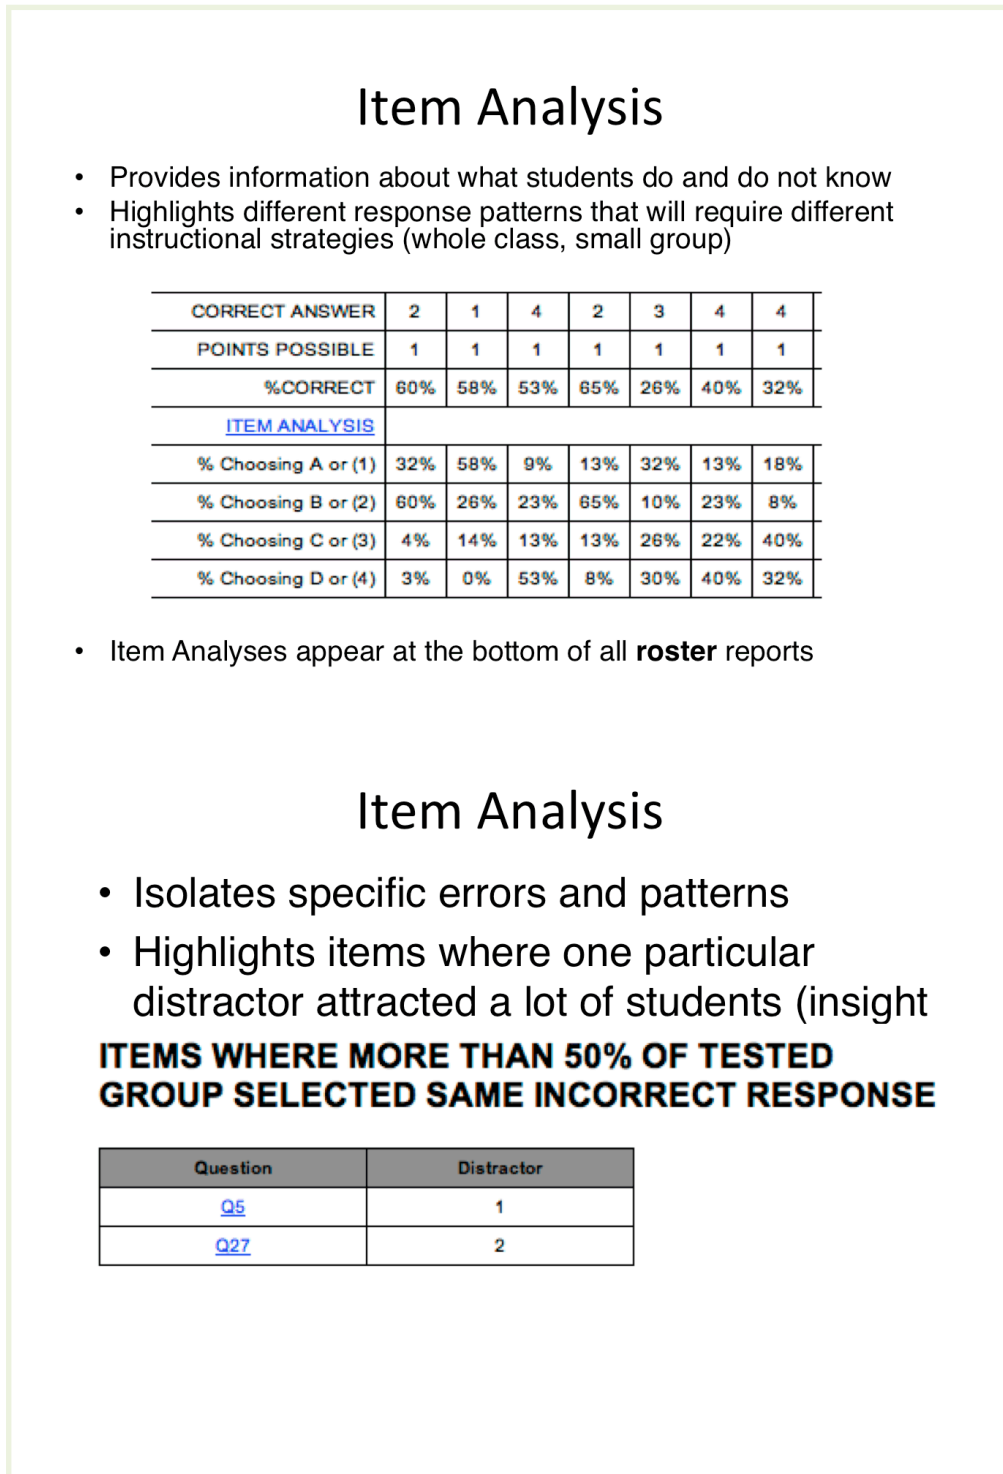 Item Analysis
• Provides information about what students do and do not know
• Highlights different response patterns that will require different
instructional strategies (whole class, small group)
CORRECT ANSWER 2 1 4 2 3 4 4
POINTS POSSIBLE 1 1 1 1 1 1 1
%CORRECT 60% 58% 53% 65% 26% 40% 32%
ITEM ANALYSIS
% Choosing A or (1) 32% 58% 9% 13% 32% 13% 18%
% Choosing B or (2) 60% 26% 23% 65% 10% 23% 8%
% Choosing C or (3) 4% 14% 13% 13% 26% 22% 40%
% Choosing D or (4) 3% 0% 53% 8% 30% 40% 32%
• Item Analyses appear at the bottom of all roster reports
Item Analysis
• Isolates specific errors and patterns
• Highlights items where one particular
distractor attracted a lot of students (insight
ITEMS WHERE MORE THAN 50% OF TESTED
GROUP SELECTED SAME INCORRECT RESPONSE
Question Distractor
Q5 1
Q27 2